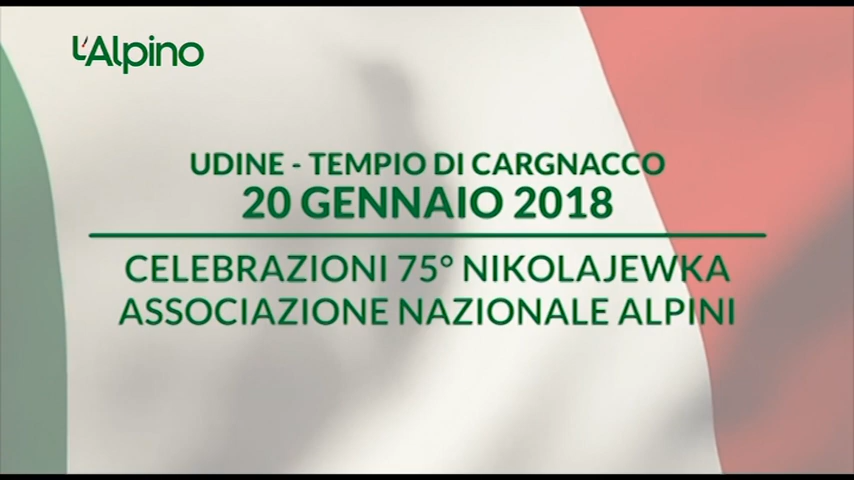 L'Alpino
UDINE - TEMPIO DI CARGNACCO
20 GENNAIO 2018
CELEBRAZIONI 75° NIKOLAJEWKA
ASSOCIAZIONE NAZIONALE ALPINI